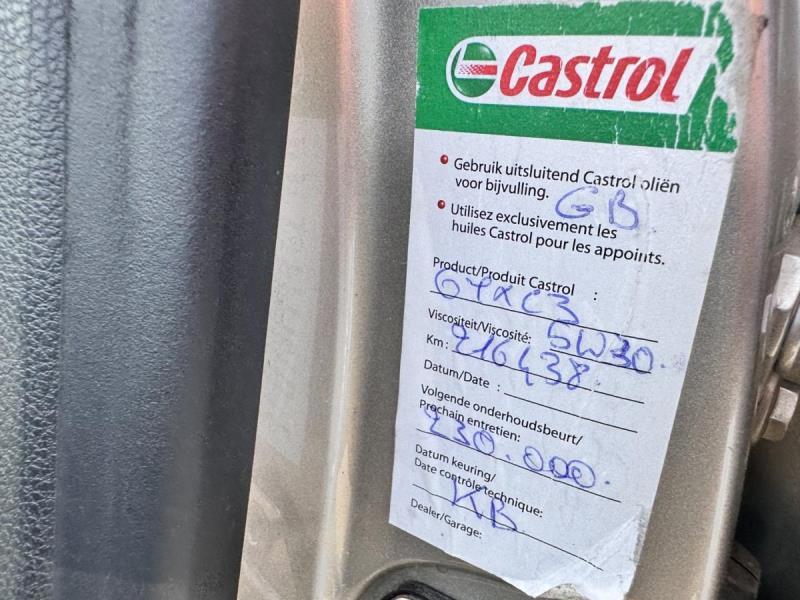 Castrol
Gebruik uitsluitend Castrol oliën
voor bijvulling.
GB
Utilisez exclusivement les
huiles Castrol pour les appoints.
Product/Produit Castrol :
Viscositeit/Viscosité: 5W30.
Km : 216438.
Datum/Date :
Volgende onderhoudsbeurt/
Prochain entretien:
230.000.
Datum keuring/
Date contrôle technique:
KB
Dealer/Garage: